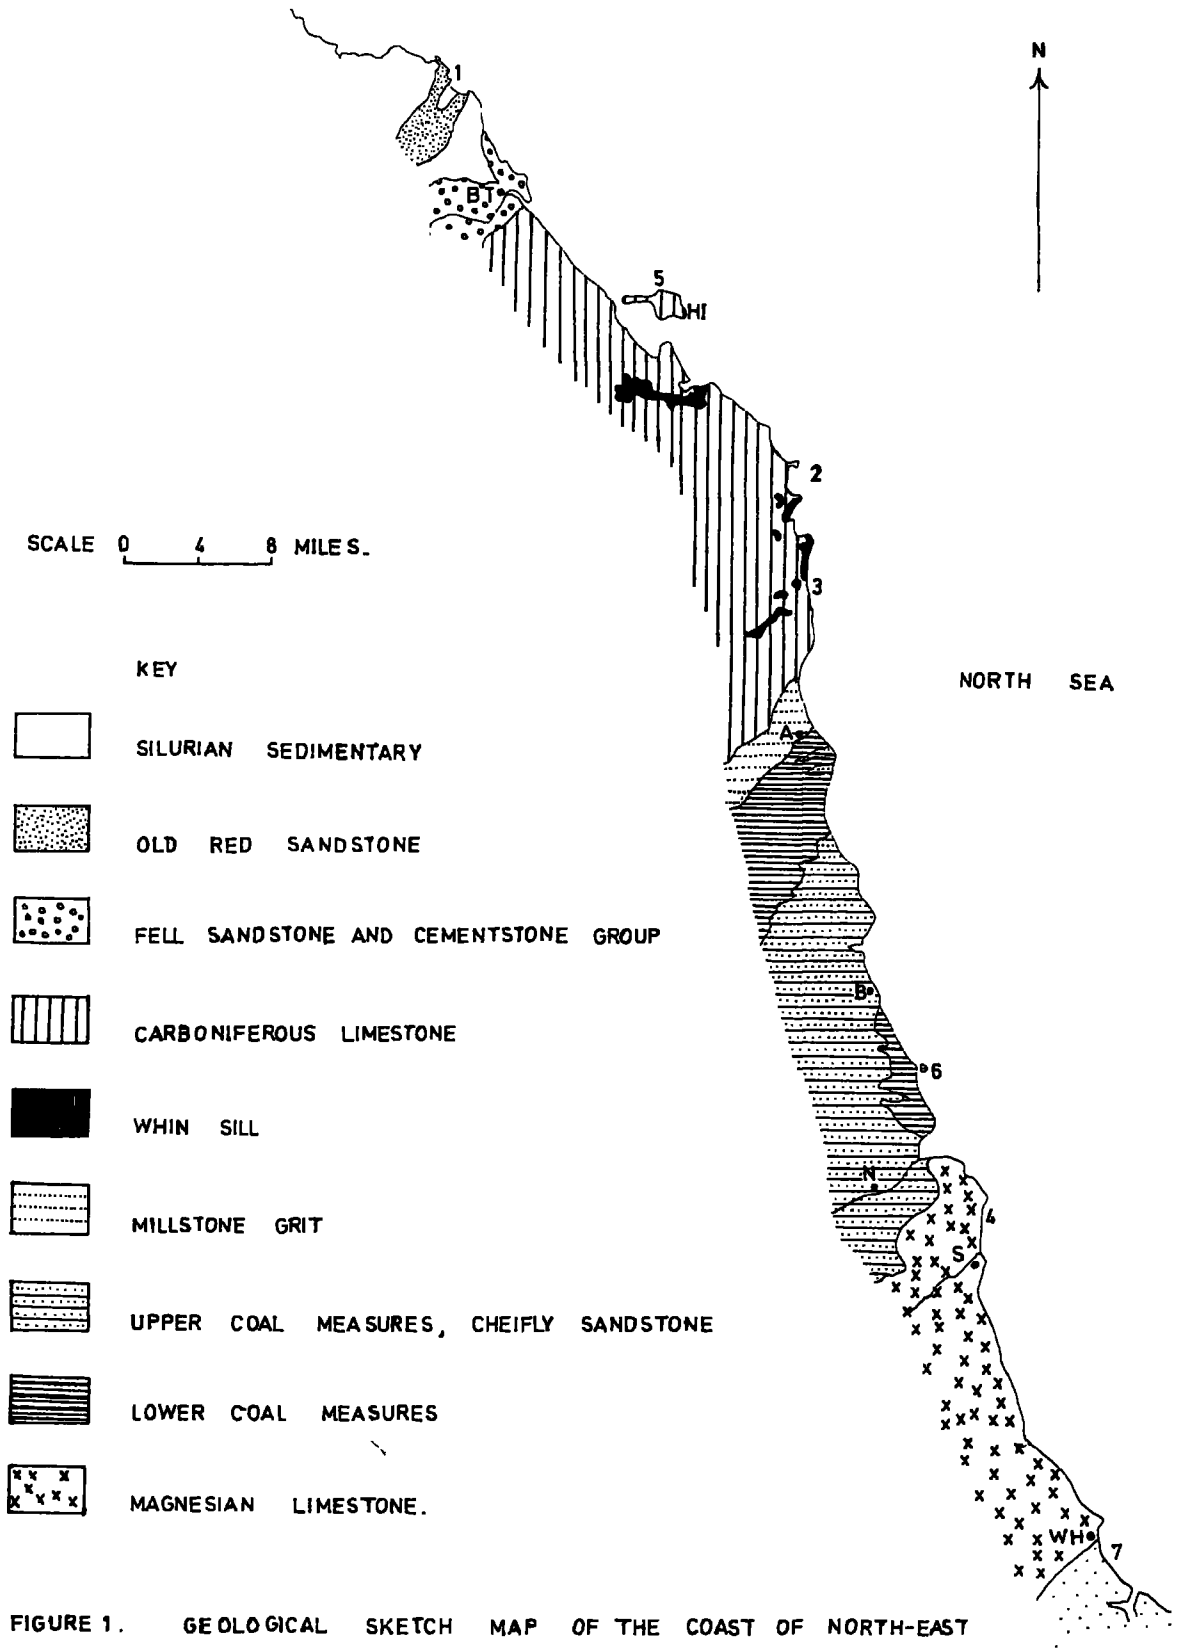 N
1
BT
5
HI
2
SCALE 0 4 8 MILES.
3
KEY
NORTH SEA
SILURIAN SEDIMENTARY
A
OLD RED SANDSTONE
FELL SANDSTONE AND CEMENTSTONE GROUP
B
CARBONIFEROUS LIMESTONE
6
WHIN SILL
N
MILLSTONE GRIT
4
S
UPPER COAL MEASURES, CHEIFLY SANDSTONE
LOWER COAL MEASURES
MAGNESIAN LIMESTONE.
WH
7
FIGURE 1. GEOLOGICAL SKETCH MAP OF THE COAST OF NORTH-EAST